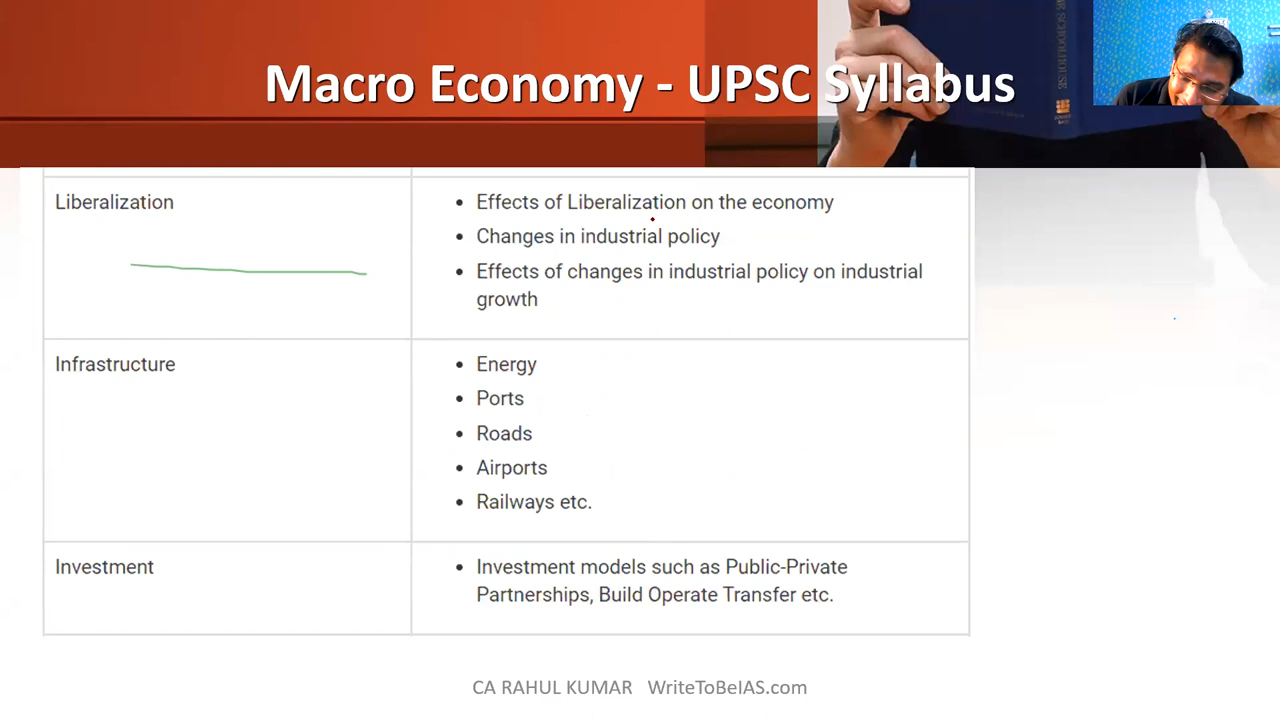 Macro Economy - UPSC Syllabus
Liberalization
• Effects of Liberalization on the economy
• Changes in industrial policy
• Effects of changes in industrial policy on industrial
growth
Infrastructure
• Energy
• Ports
• Roads
• Airports
• Railways etc.
Investment
• Investment models such as Public-Private
Partnerships, Build Operate Transfer etc.
CA RAHUL KUMAR WriteToBeIAS.com